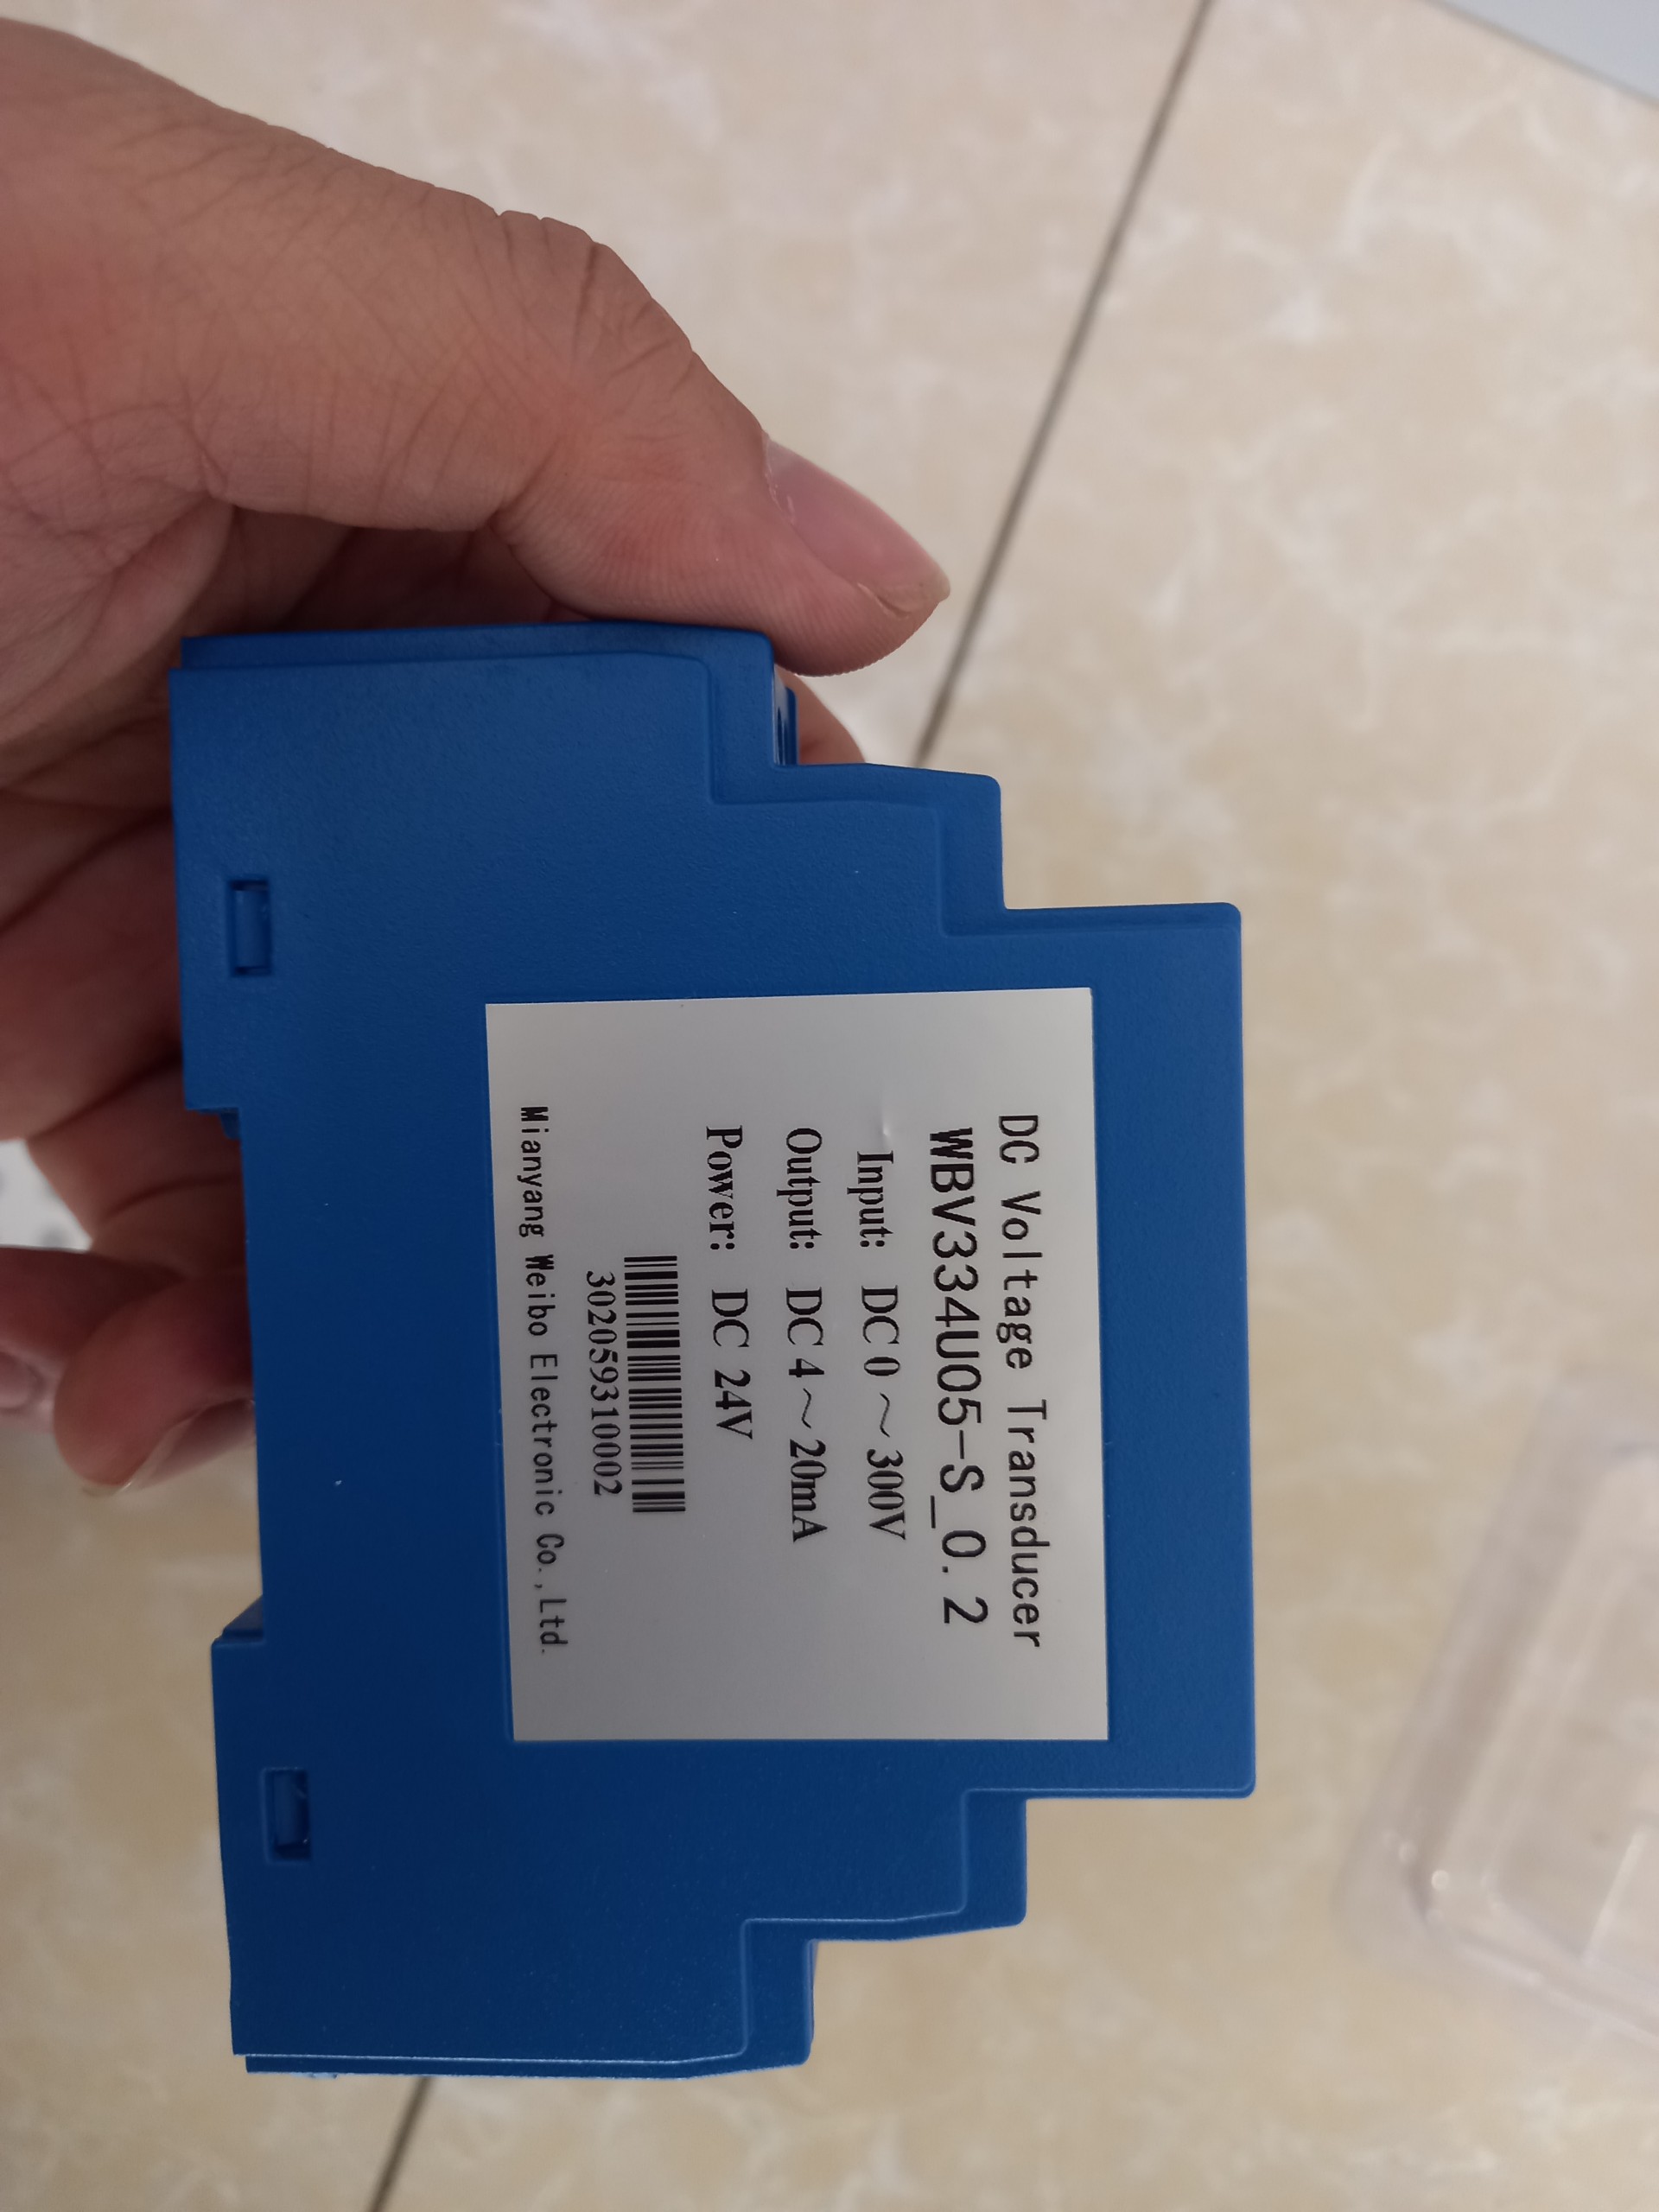 DC Voltage Transducer
WBV334U05-S_0.2
Input: DC 0～300V
Output: DC 4～20mA
Power: DC 24V
302059310002
Mianyang Weibo Electronic Co.,Ltd.